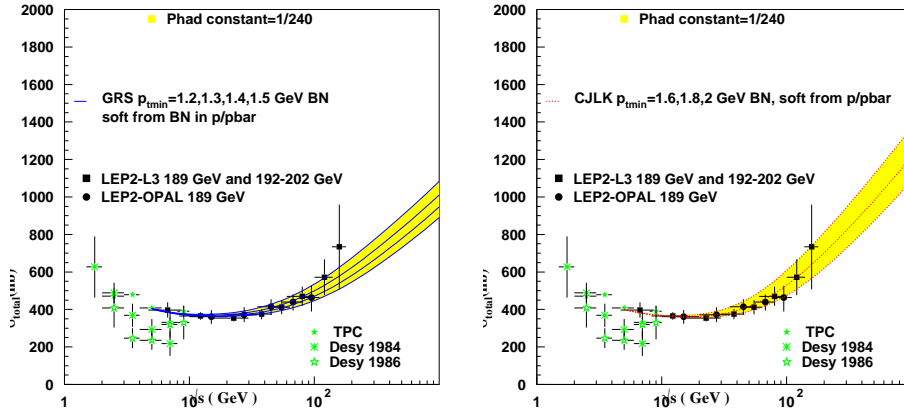 2000
1800
1600
1400
1200
1000
800
600
400
200
0
Phad constant=1/240
GRS ptmin=1.2,1.3,1.4,1.5 GeV BN
soft from BN in p/pbar
LEP2-L3 189 GeV and 192-202 GeV
LEP2-OPAL 189 GeV
TPC
Desy 1984
Desy 1986
1 10 10²
√s ( GeV )
2000
1800
1600
1400
1200
1000
800
600
400
200
0
Phad constant=1/240
CJLK ptmin=1.6,1.8,2 GeV BN, soft from p/pbar
LEP2-L3 189 GeV and 192-202 GeV
LEP2-OPAL 189 GeV
TPC
Desy 1984
Desy 1986
1 10 10²
√s ( GeV )